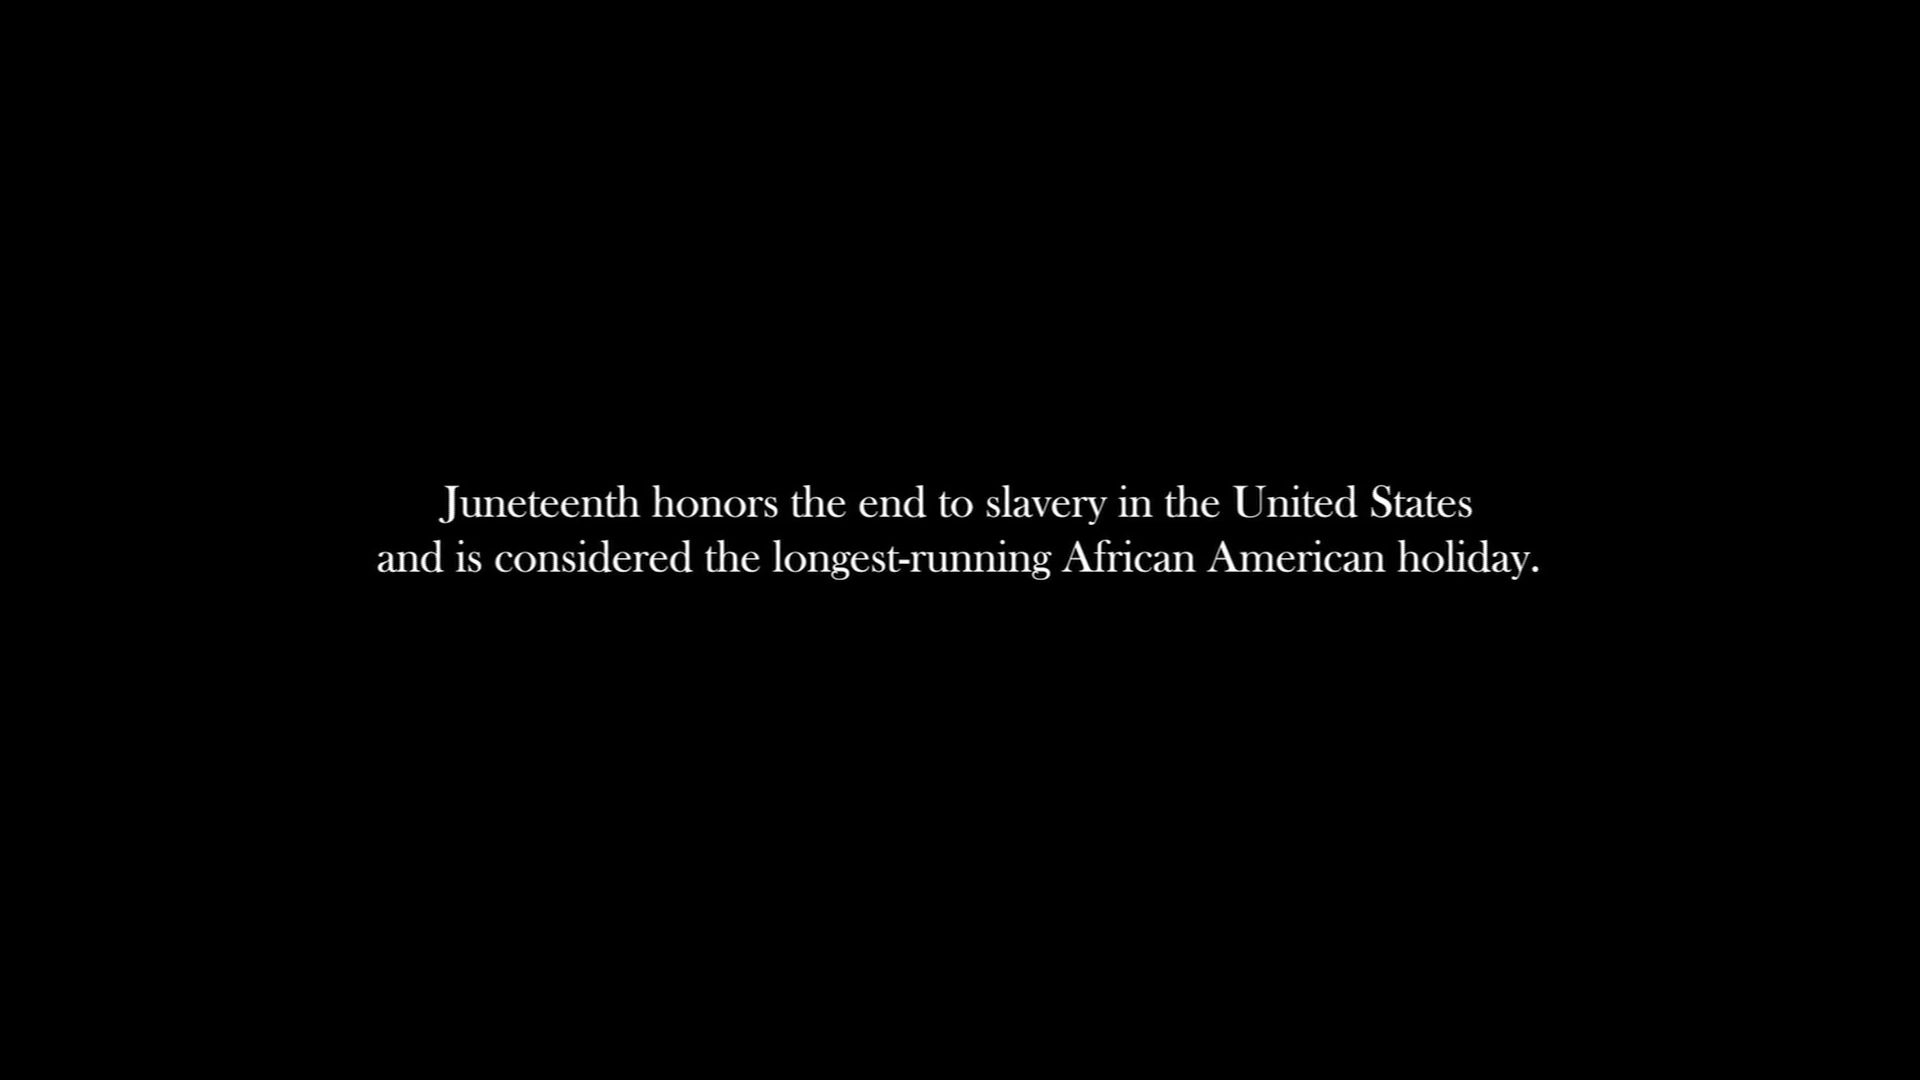 Juneteenth honors the end to slavery in the United States
and is considered the longest-running African American holiday.